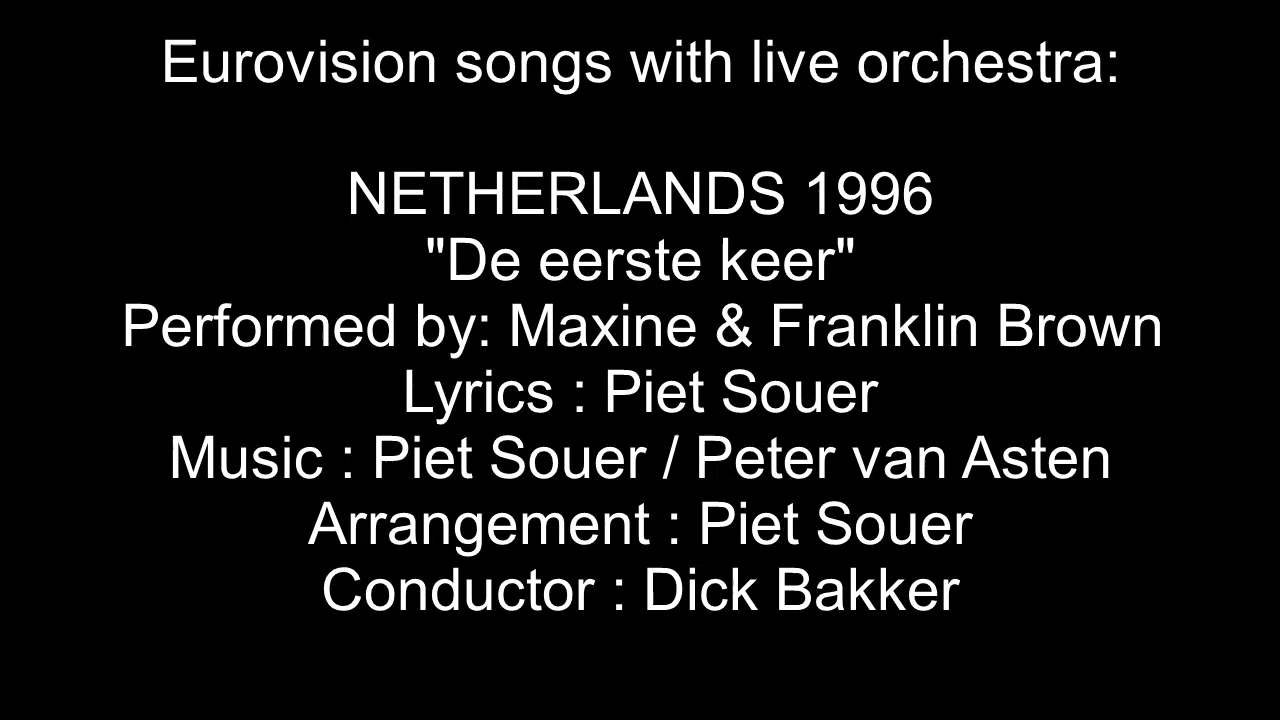 Eurovision songs with live orchestra:
NETHERLANDS 1996
"De eerste keer"
Performed by: Maxine & Franklin Brown
Lyrics : Piet Souer
Music : Piet Souer / Peter van Asten
Arrangement : Piet Souer
Conductor : Dick Bakker